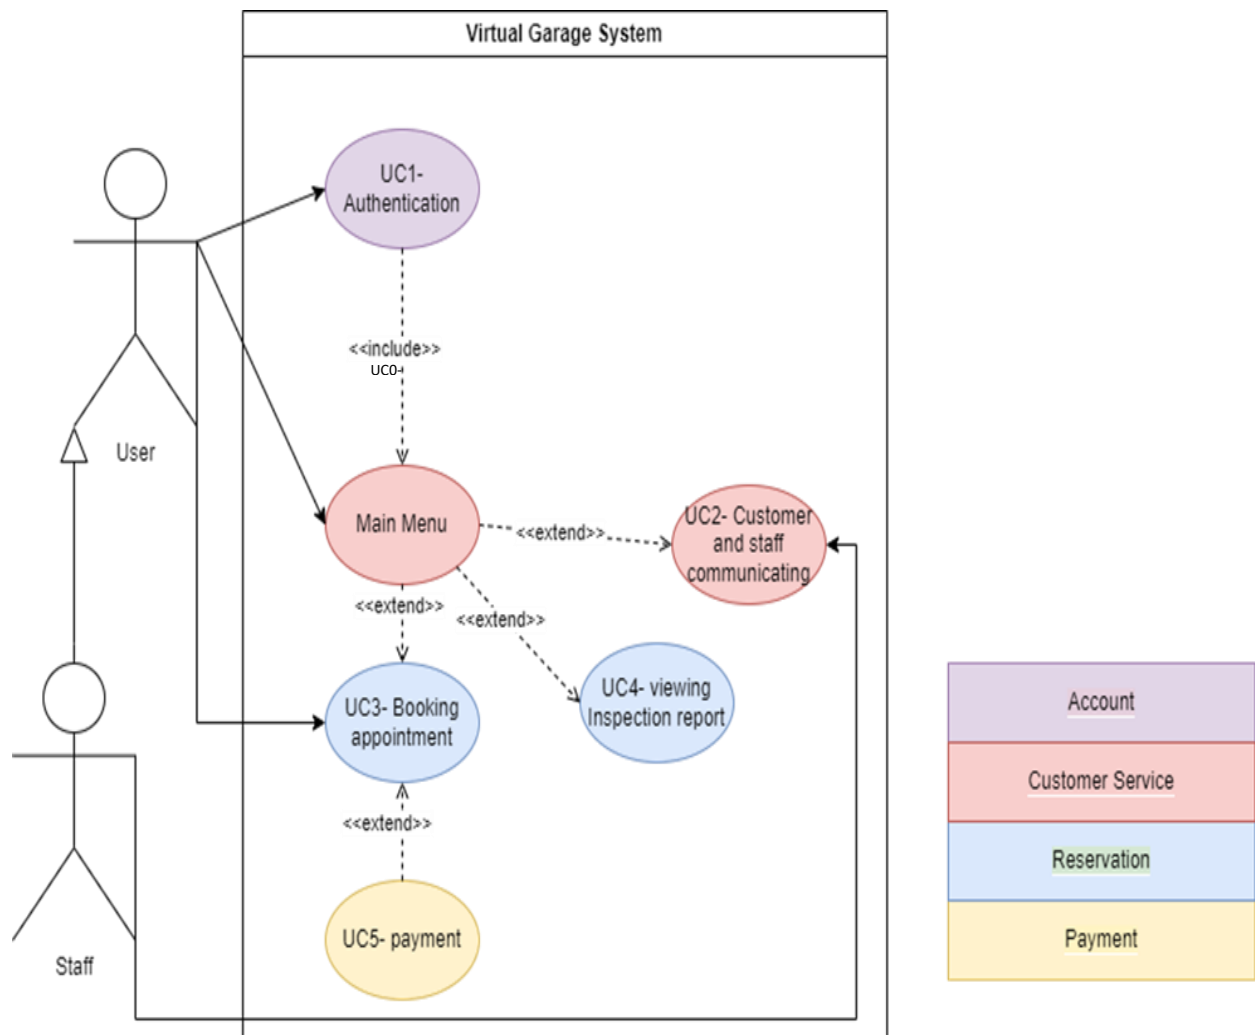 Virtual Garage System
UC1-
Authentication
<<include>>
UC0-
User
Main Menu
<<extend>>
UC2- Customer
and staff
communicating
<<extend>>
<<extend>>
UC3- Booking
appointment
UC4- viewing
Inspection report
<<extend>>
UC5- payment
Staff
Account
Customer Service
Reservation
Payment